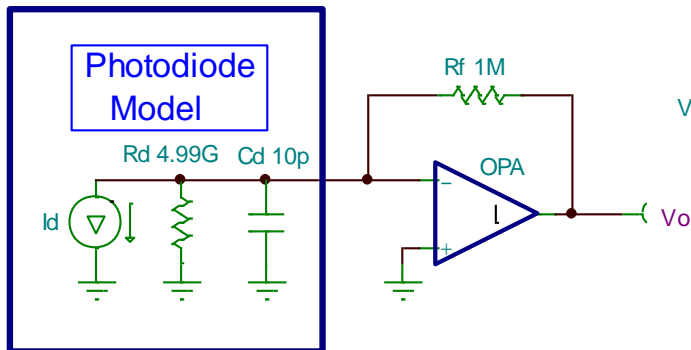 Photodiode
Model
Rd 4.99G
Cd 10p
Id
Rf 1M
OPA
V
Vo